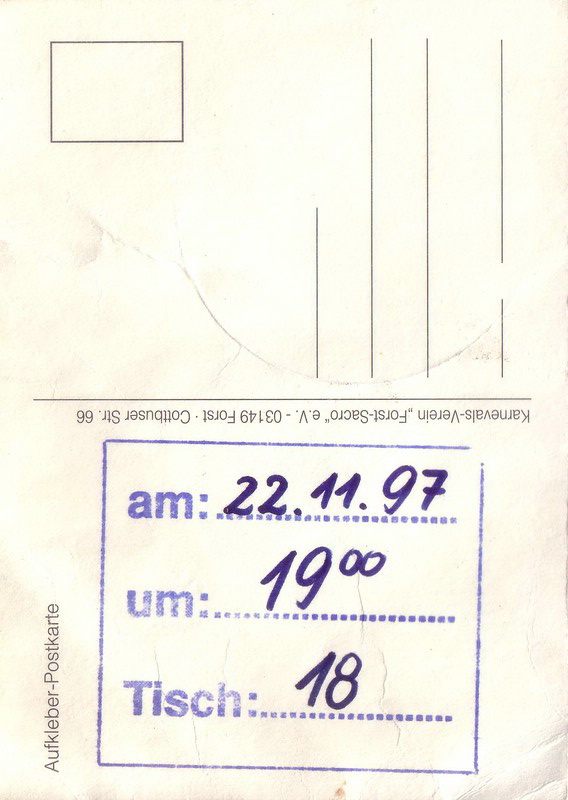 Karnevals-Verein „Forst-Sacro" e.V. - 03149 Forst · Cottbuser Str. 66
am: 22.11.97
um: 19⁰⁰
Tisch: 18
Aufkleber-Postkarte